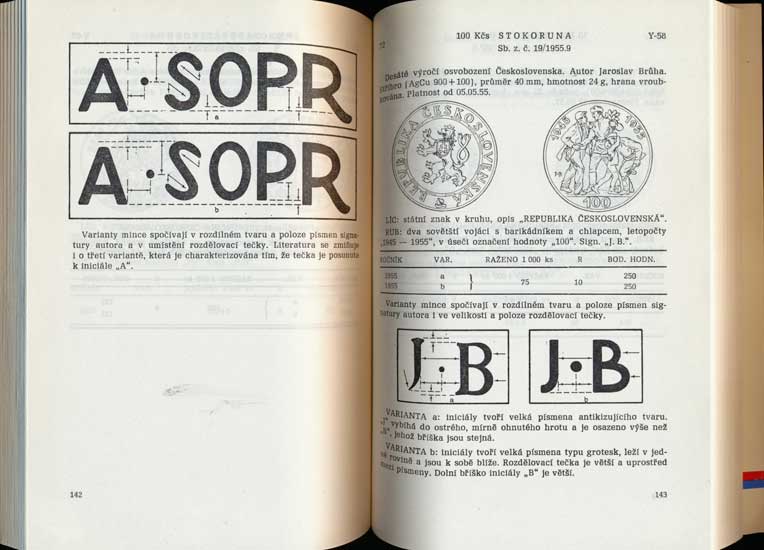 A·SOPR
a
A·SOPR
b
Varianty mince spočívají v rozdílném tvaru a poloze písmen signa-
tury autora a v umístění rozdělovací tečky. Literatura se zmiňuje
i o třetí variantě, která je charakterizována tím, že tečka je posunuta
k iniciále „A“.
142
100 Kčs STOKORUNA Y-58
Sb. z. č. 19/1955.9
Desáté výročí osvobození Československa. Autor Jaroslav Brůha.
stříbro (AgCu 900+100), průměr 40 mm, hmotnost 24 g, hrana vroub-
kována. Platnost od 05.05.55.
REPUBLIKA ČESKOSLOVENSKÁ
1945 1955
100
LÍC: státní znak v kruhu, opis „REPUBLIKA ČESKOSLOVENSKÁ“.
RUB: dva sovětští vojáci s barikádníkem a chlapcem, letopočty
„1945 — 1955“, v úseči označení hodnoty „100“. Sign. „J. B.“.
ROČNÍK VAR. RAŽENO 1 000 ks R BOD. HODN.
1955 a 250
75 10
1955 b 250
Varianty mince spočívají v rozdílném tvaru a poloze písmen sig-
natury autora i ve velikosti a poloze rozdělovací tečky.
J·B
a
J·B
b
VARIANTA a: iniciály tvoří velká písmena antikizujícího tvaru.
„J“ vybíhá do ostrého, mírně ohnutého hrotu a je osazeno výše než
„B“, jehož bříška jsou stejná.
VARIANTA b: iniciály tvoří velká písmena typu grotesk, leží v jed-
né rovině a jsou k sobě blíže. Rozdělovací tečka je větší a uprostřed
mezi písmeny. Dolní bříško iniciály „B“ je větší.
143